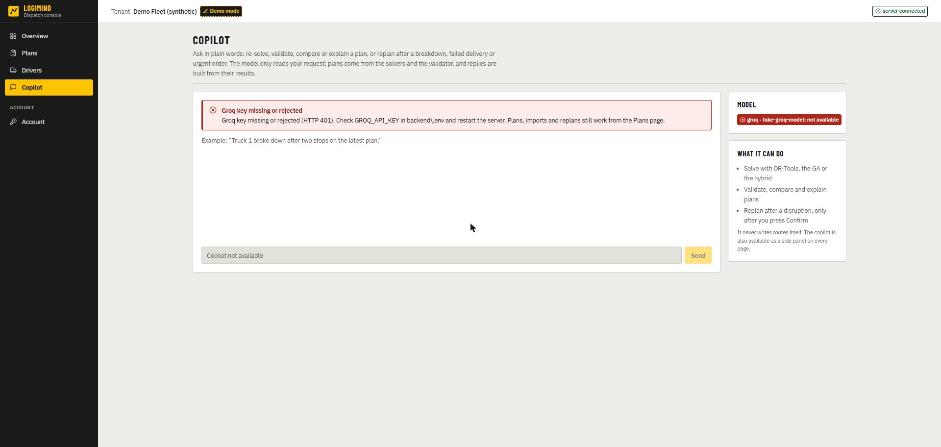 LOGIMIND
Dispatch console
Tenant Demo Fleet (synthetic) Demo mode
server connected
Overview
Plans
Drivers
Copilot
ACCOUNT
Account
COPILOT
Ask in plain words: re-solve, validate, compare or explain a plan, or replan after a breakdown, failed delivery or
urgent order. The model only reads your request; plans come from the solvers and the validator, and replies are
built from their results.
Groq key missing or rejected
Groq key missing or rejected (HTTP 401). Check GROQ_API_KEY in backend\.env and restart the server. Plans, imports and replans still work from the Plans page.
Example: "Truck 1 broke down after two stops on the latest plan."
Copilot not available
Send
MODEL
groq · fake-groq-model: not available
WHAT IT CAN DO
• Solve with OR-Tools, the GA or
the hybrid
• Validate, compare and explain
plans
• Replan after a disruption, only
after you press Confirm
It never writes routes itself. The copilot is
also available as a side panel on every
page.